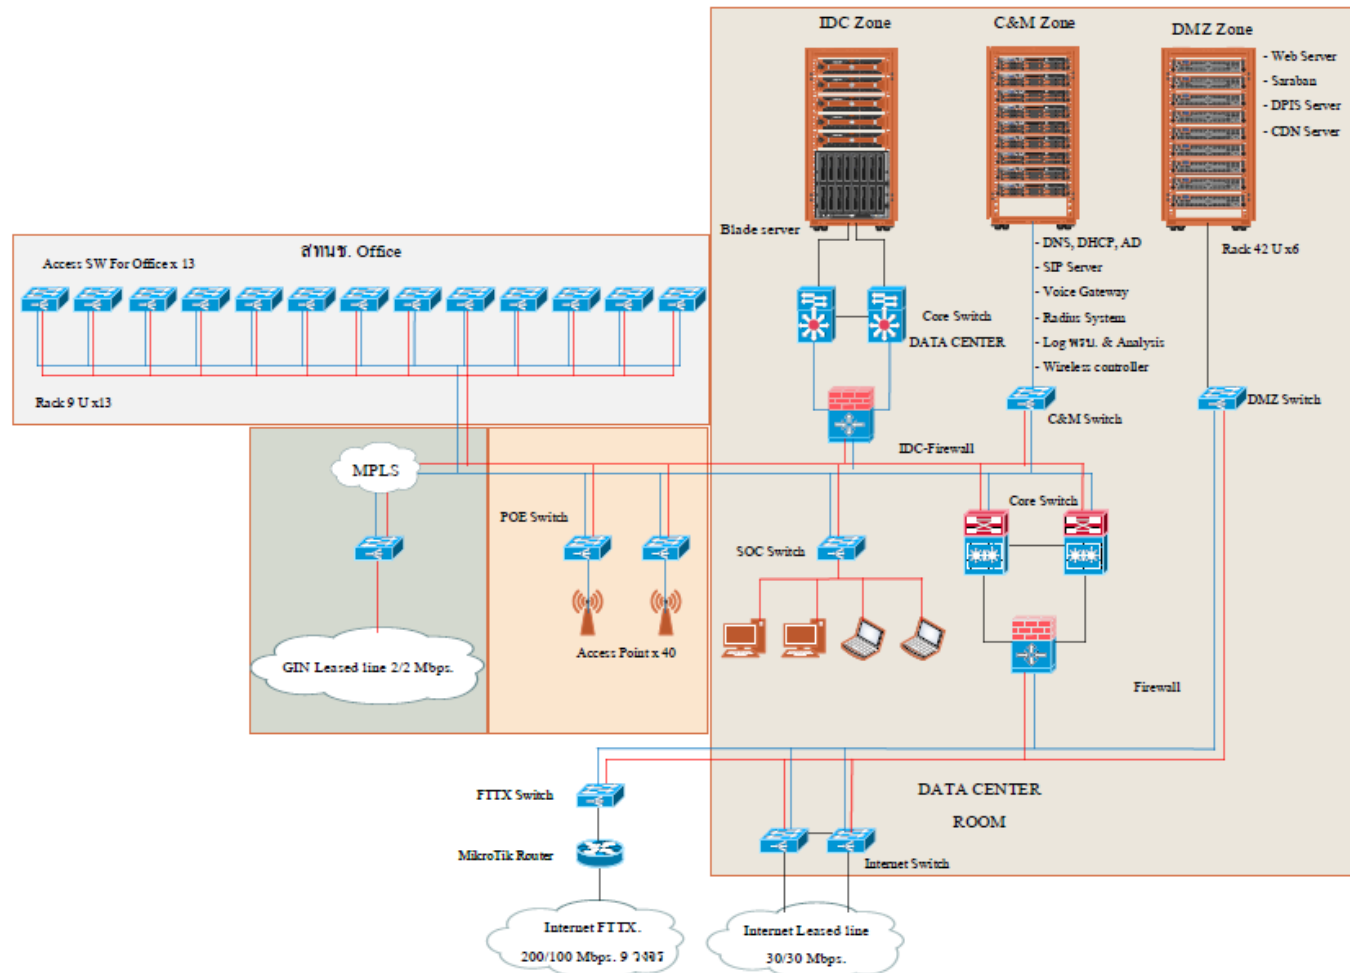 IDC Zone
C&M Zone
DMZ Zone
- Web Server
- Saraban
- DPIS Server
- CDN Server
Blade server
Rack 42 U x6
- DNS, DHCP, AD
- SIP Server
- Voice Gateway
- Radius System
- Log พรบ. & Analysis
- Wireless controller
สทนช. Office
Access SW For Office x 13
Rack 9 U x13
Core Switch
DATA CENTER
C&M Switch
DMZ Switch
IDC-Firewall
MPLS
POE Switch
SOC Switch
Core Switch
Access Point x 40
GIN Leased line 2/2 Mbps.
Firewall
FTTX Switch
DATA CENTER
ROOM
MikroTik Router
Internet Switch
Internet FTTX.
200/100 Mbps. 9 วงจร
Internet Leased line
30/30 Mbps.